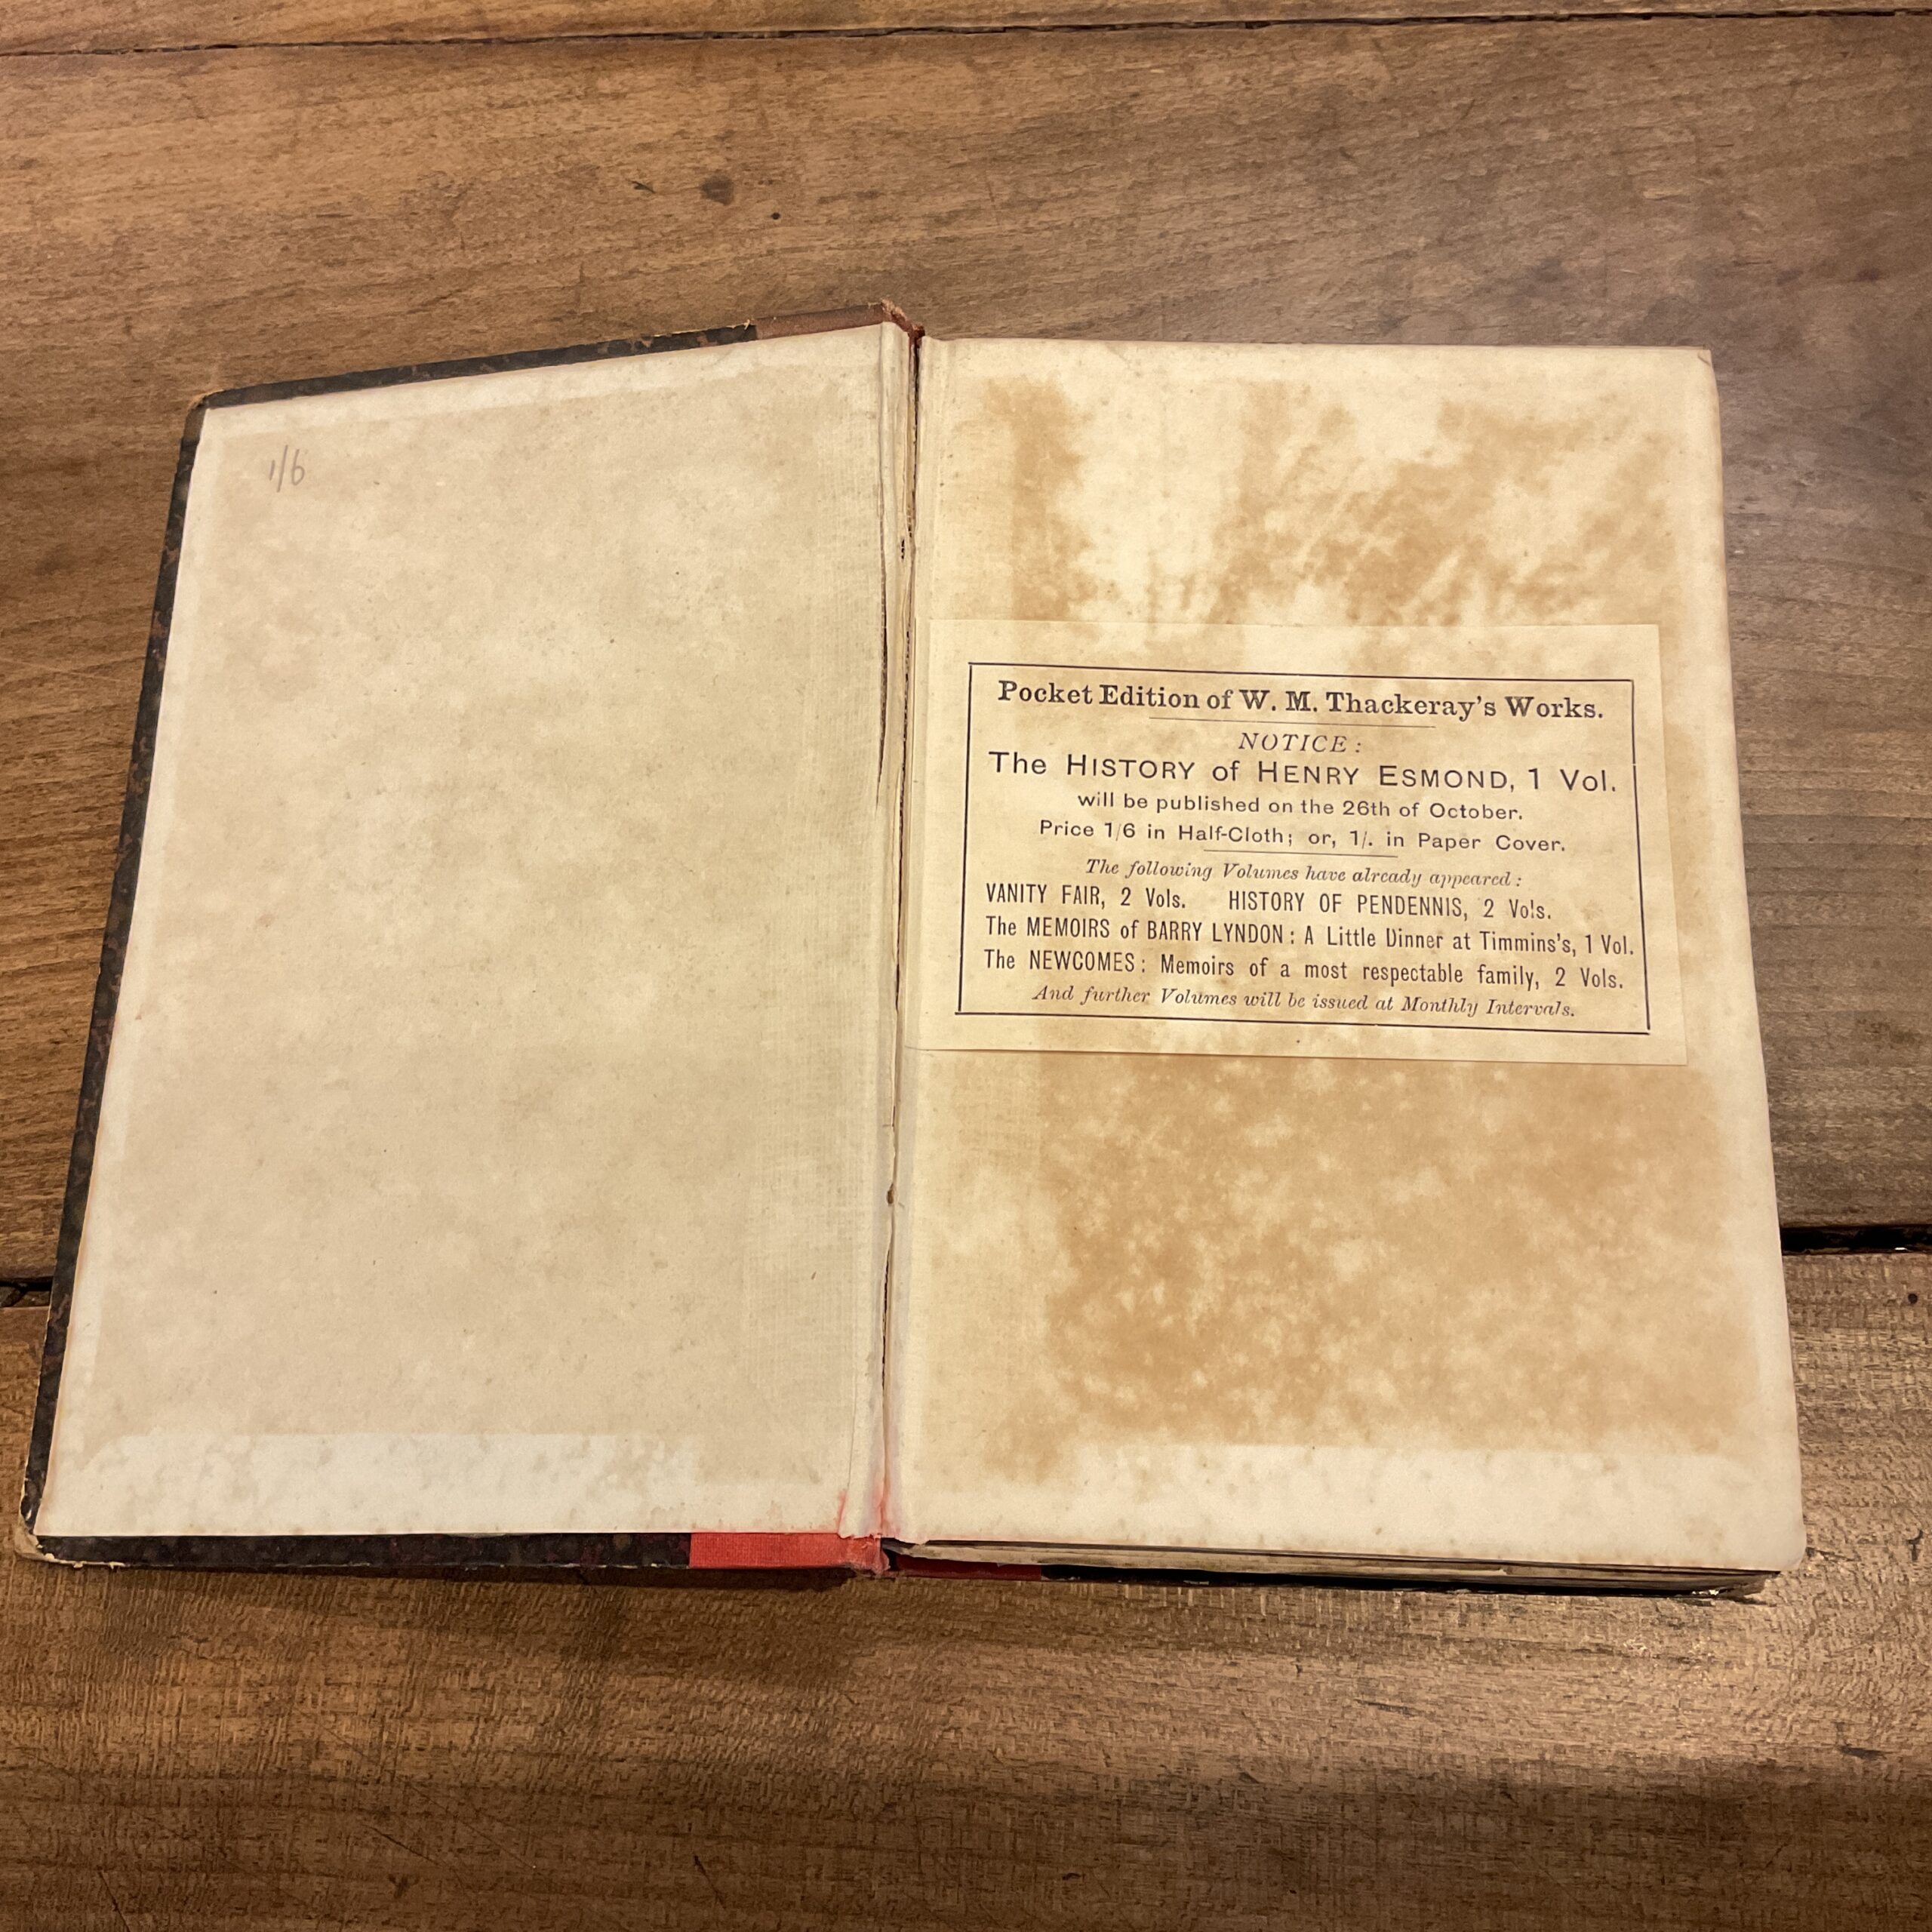 1/6
Pocket Edition of W. M. Thackeray's Works.
NOTICE:
The HISTORY of HENRY ESMOND, 1 Vol.
will be published on the 26th of October.
Price 1/6 in Half-Cloth; or, 1/. in Paper Cover.
The following Volumes have already appeared:
VANITY FAIR, 2 Vols. HISTORY OF PENDENNIS, 2 Vols.
The MEMOIRS of BARRY LYNDON: A Little Dinner at Timmins's, 1 Vol.
The NEWCOMES: Memoirs of a most respectable family, 2 Vols.
And further Volumes will be issued at Monthly Intervals.